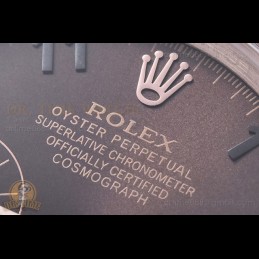 ROLEX
OYSTER PERPETUAL
SUPERLATIVE CHRONOMETER
OFFICIALLY CERTIFIED
COSMOGRAPH